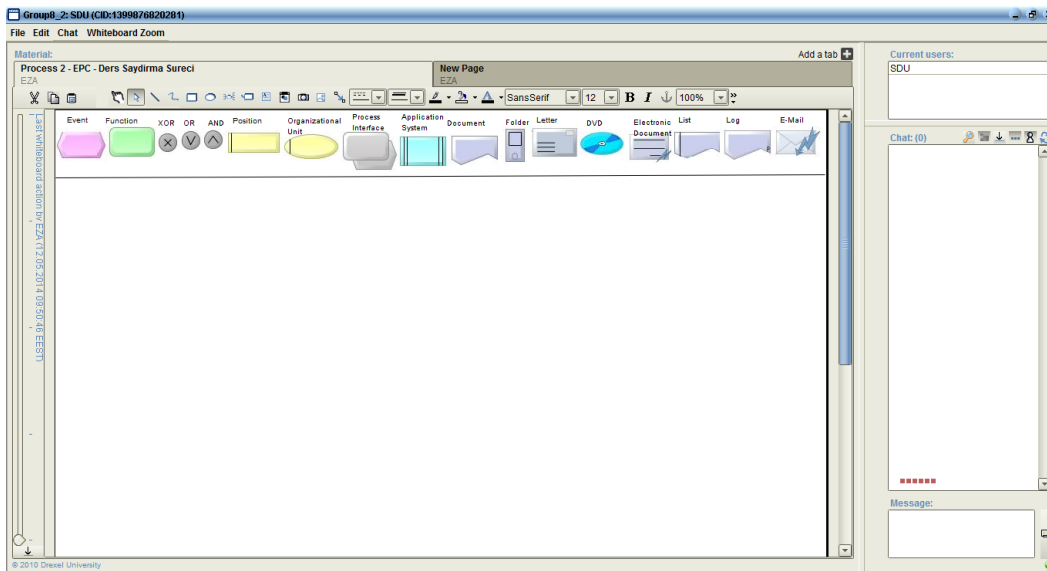 Group8_2: SDU (CID:1399876820281)
File Edit Chat Whiteboard Zoom
Material:
Add a tab
Process 2 - EPC - Ders Saydirma Sureci
EZA
New Page
EZA
SansSerif 12 B I 100%
Event Function XOR OR AND Position Organizational Unit Process Interface Application System Document Folder Letter DVD Electronic Document List Log E-Mail
Last whiteboard action by EZA (12.05.2014 09:50:46 EEST)
Current users:
SDU
Chat: (0)
Message:
© 2010 Drexel University